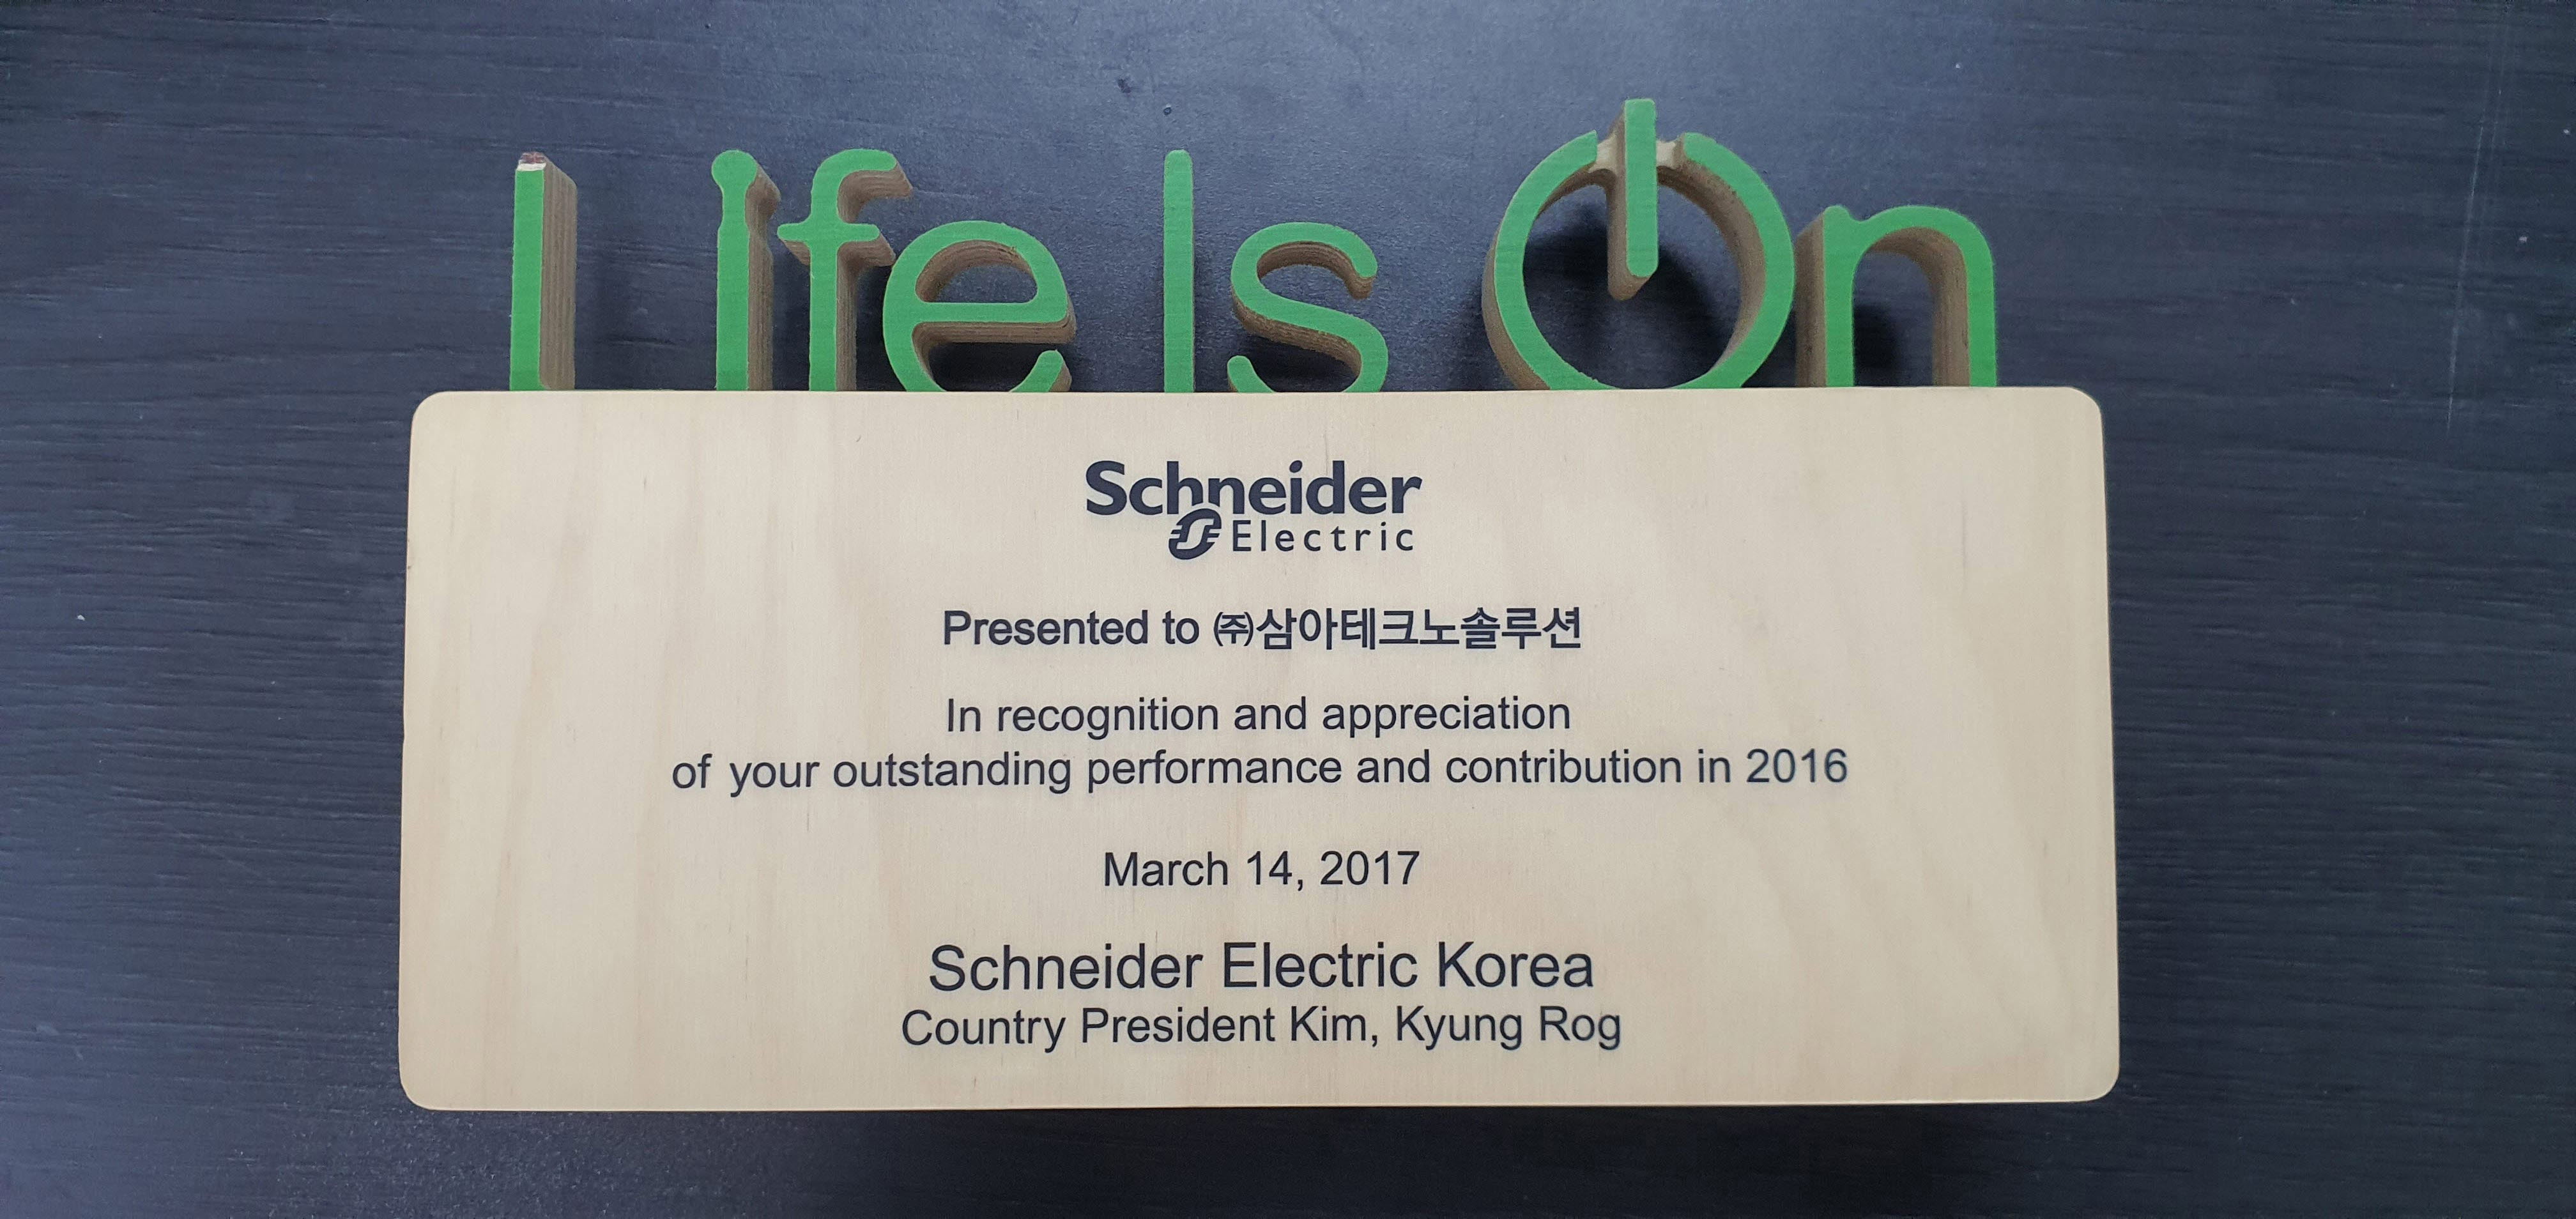 Life Is On
Schneider
Electric
Presented to ㈜삼아테크노솔루션
In recognition and appreciation
of your outstanding performance and contribution in 2016
March 14, 2017
Schneider Electric Korea
Country President Kim, Kyung Rog